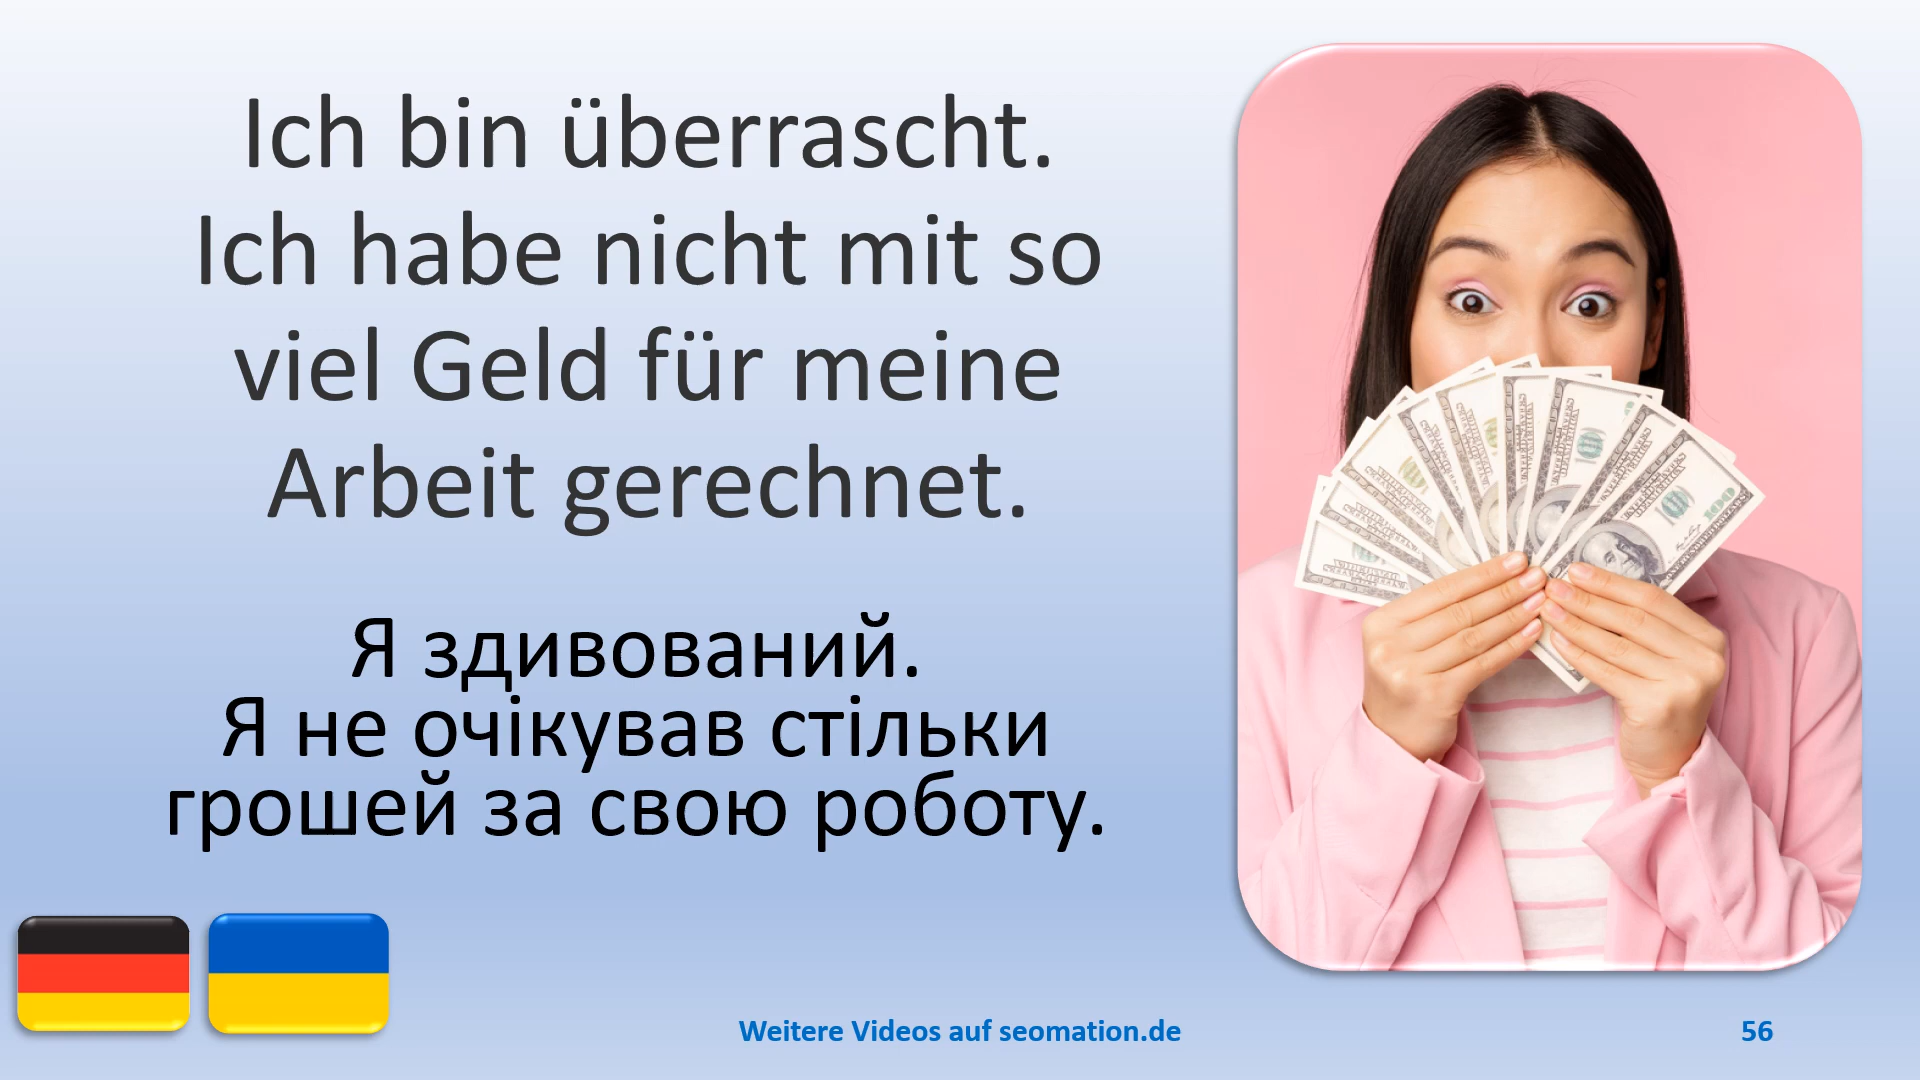 Ich bin überrascht.
Ich habe nicht mit so
viel Geld für meine
Arbeit gerechnet.
Я здивований.
Я не очікував стільки
грошей за свою роботу.
Weitere Videos auf seomation.de
56